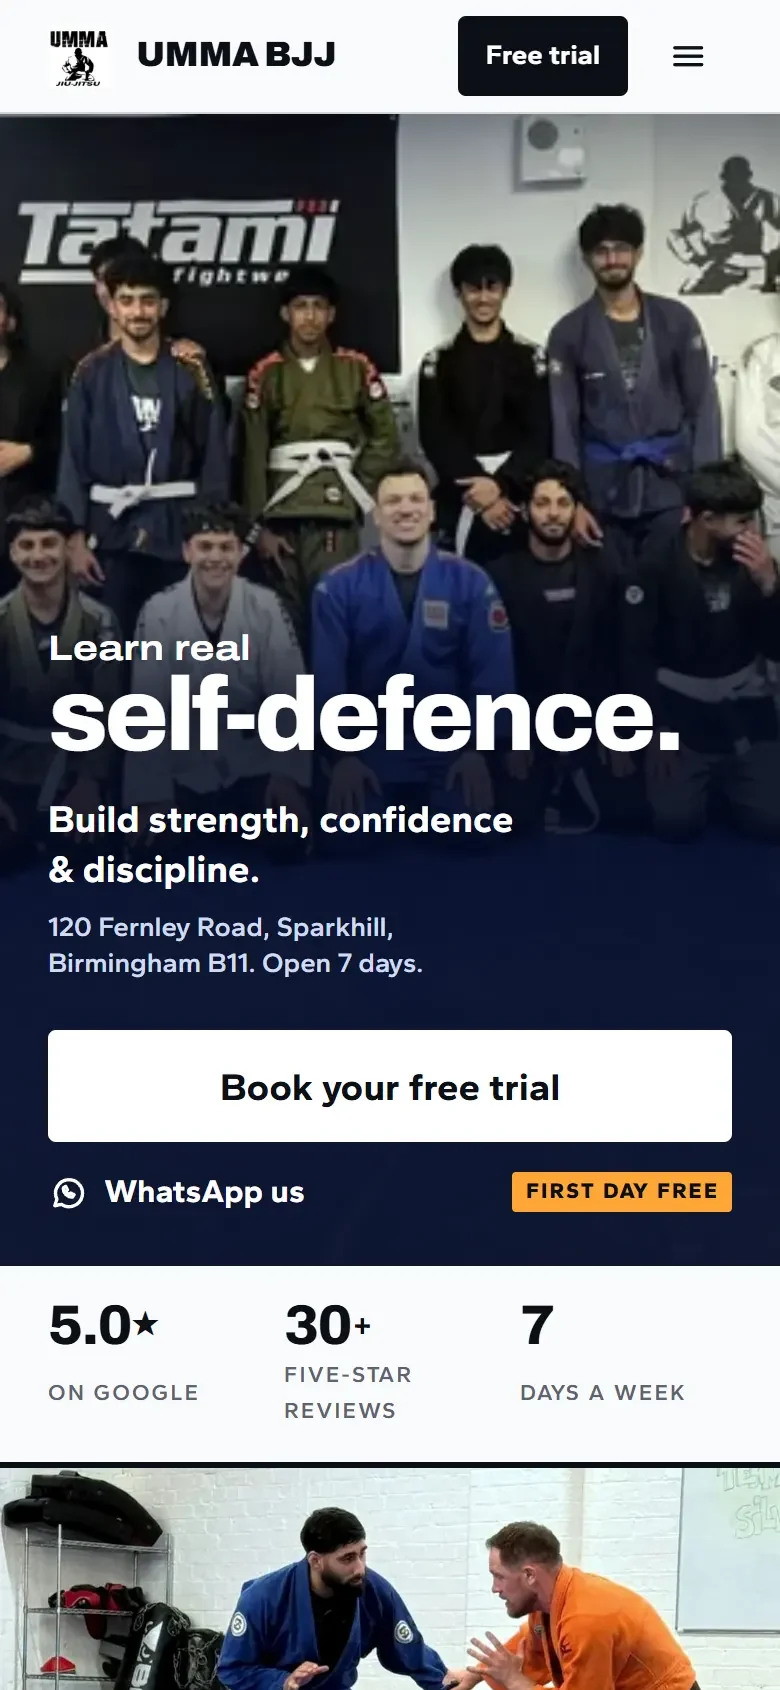 UMMA
JIU-JITSU
UMMA BJJ
Free trial
Tatami
fightwe
Learn real
self-defence.
Build strength, confidence
& discipline.
120 Fernley Road, Sparkhill,
Birmingham B11. Open 7 days.
Book your free trial
WhatsApp us
FIRST DAY FREE
5.0★
30+
7
ON GOOGLE
FIVE-STAR
REVIEWS
DAYS A WEEK